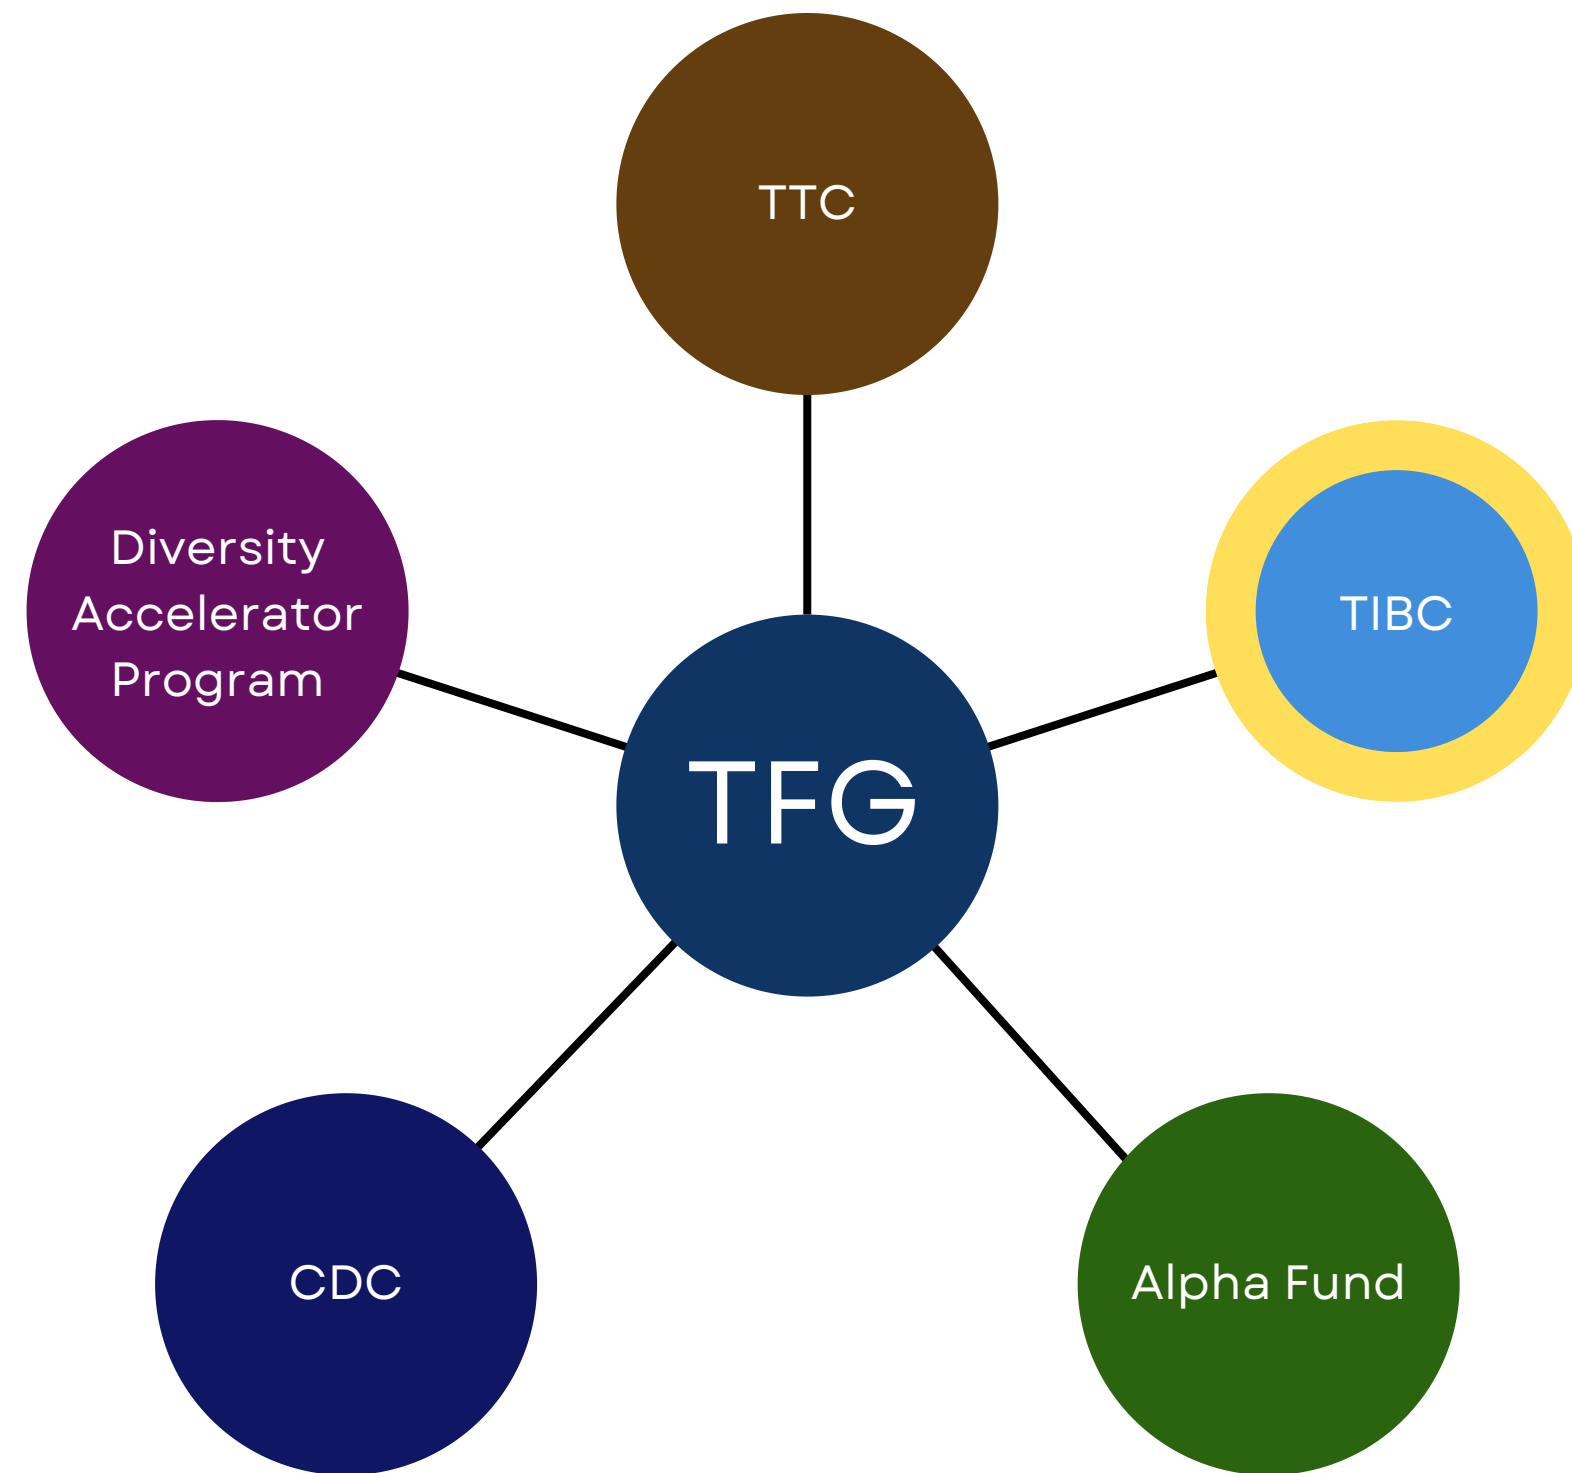 TTC
Diversity
Accelerator
Program
TIBC
TFG
CDC
Alpha Fund